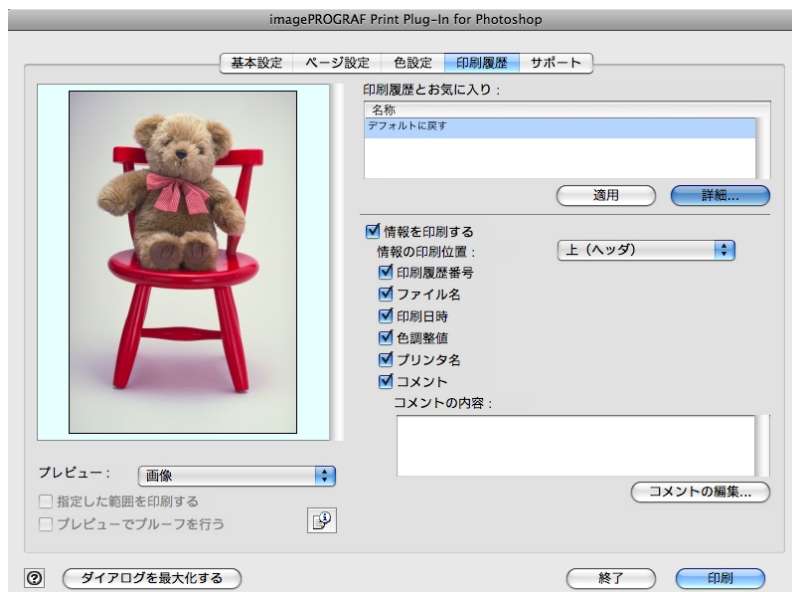 imagePROGRAF Print Plug-In for Photoshop
基本設定 ページ設定 色設定 印刷履歴 サポート
印刷履歴とお気に入り :
名称
デフォルトに戻す
適用 詳細...
情報を印刷する
情報の印刷位置 : 上 (ヘッダ)
印刷履歴番号
ファイル名
印刷日時
色調整値
プリンタ名
コメント
コメントの内容 :
コメントの編集...
プレビュー : 画像
指定した範囲を印刷する
プレビューでプルーフを行う
? ダイアログを最大化する 終了 印刷